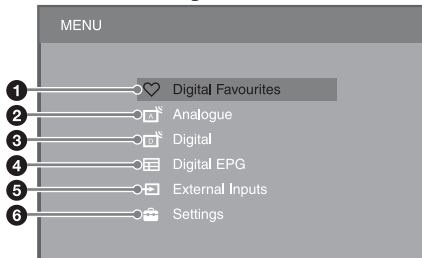 MENU
1 Digital Favourites
2 A Analogue
3 D Digital
4 Digital EPG
5 External Inputs
6 Settings